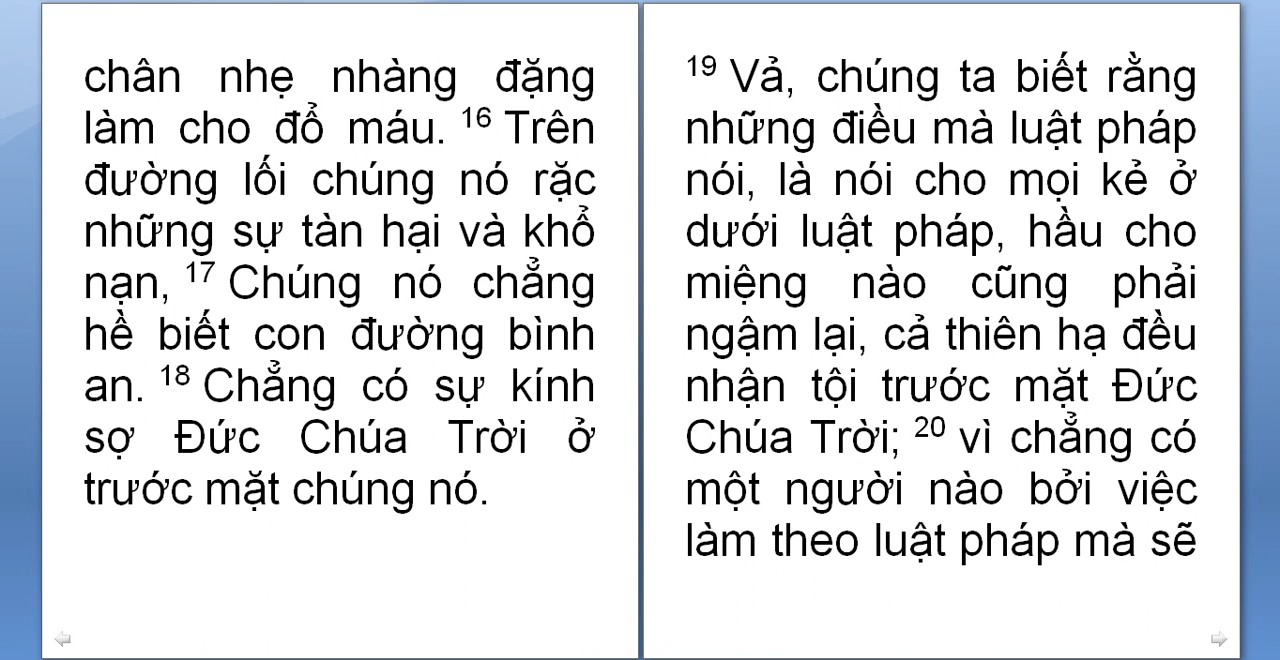 chân nhẹ nhàng đặng
làm cho đổ máu. 16 Trên
đường lối chúng nó rặc
những sự tàn hại và khổ
nạn, 17 Chúng nó chẳng
hề biết con đường bình
an. 18 Chẳng có sự kính
sợ Đức Chúa Trời ở
trước mặt chúng nó.
19 Vả, chúng ta biết rằng
những điều mà luật pháp
nói, là nói cho mọi kẻ ở
dưới luật pháp, hầu cho
miệng nào cũng phải
ngậm lại, cả thiên hạ đều
nhận tội trước mặt Đức
Chúa Trời; 20 vì chẳng có
một người nào bởi việc
làm theo luật pháp mà sẽ